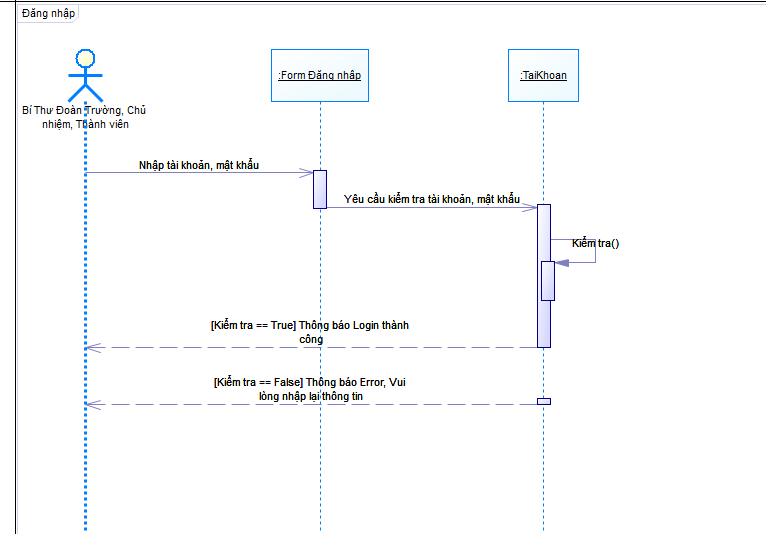 Đăng nhập
:Form Đăng nhập
:TaiKhoan
Bí Thư Đoàn Trường, Chủ
nhiệm, Thành viên
Nhập tài khoản, mật khẩu
Yêu cầu kiểm tra tài khoản, mật khẩu
Kiểm tra()
[Kiểm tra == True] Thông báo Login thành
công
[Kiểm tra == False] Thông báo Error, Vui
lòng nhập lại thông tin